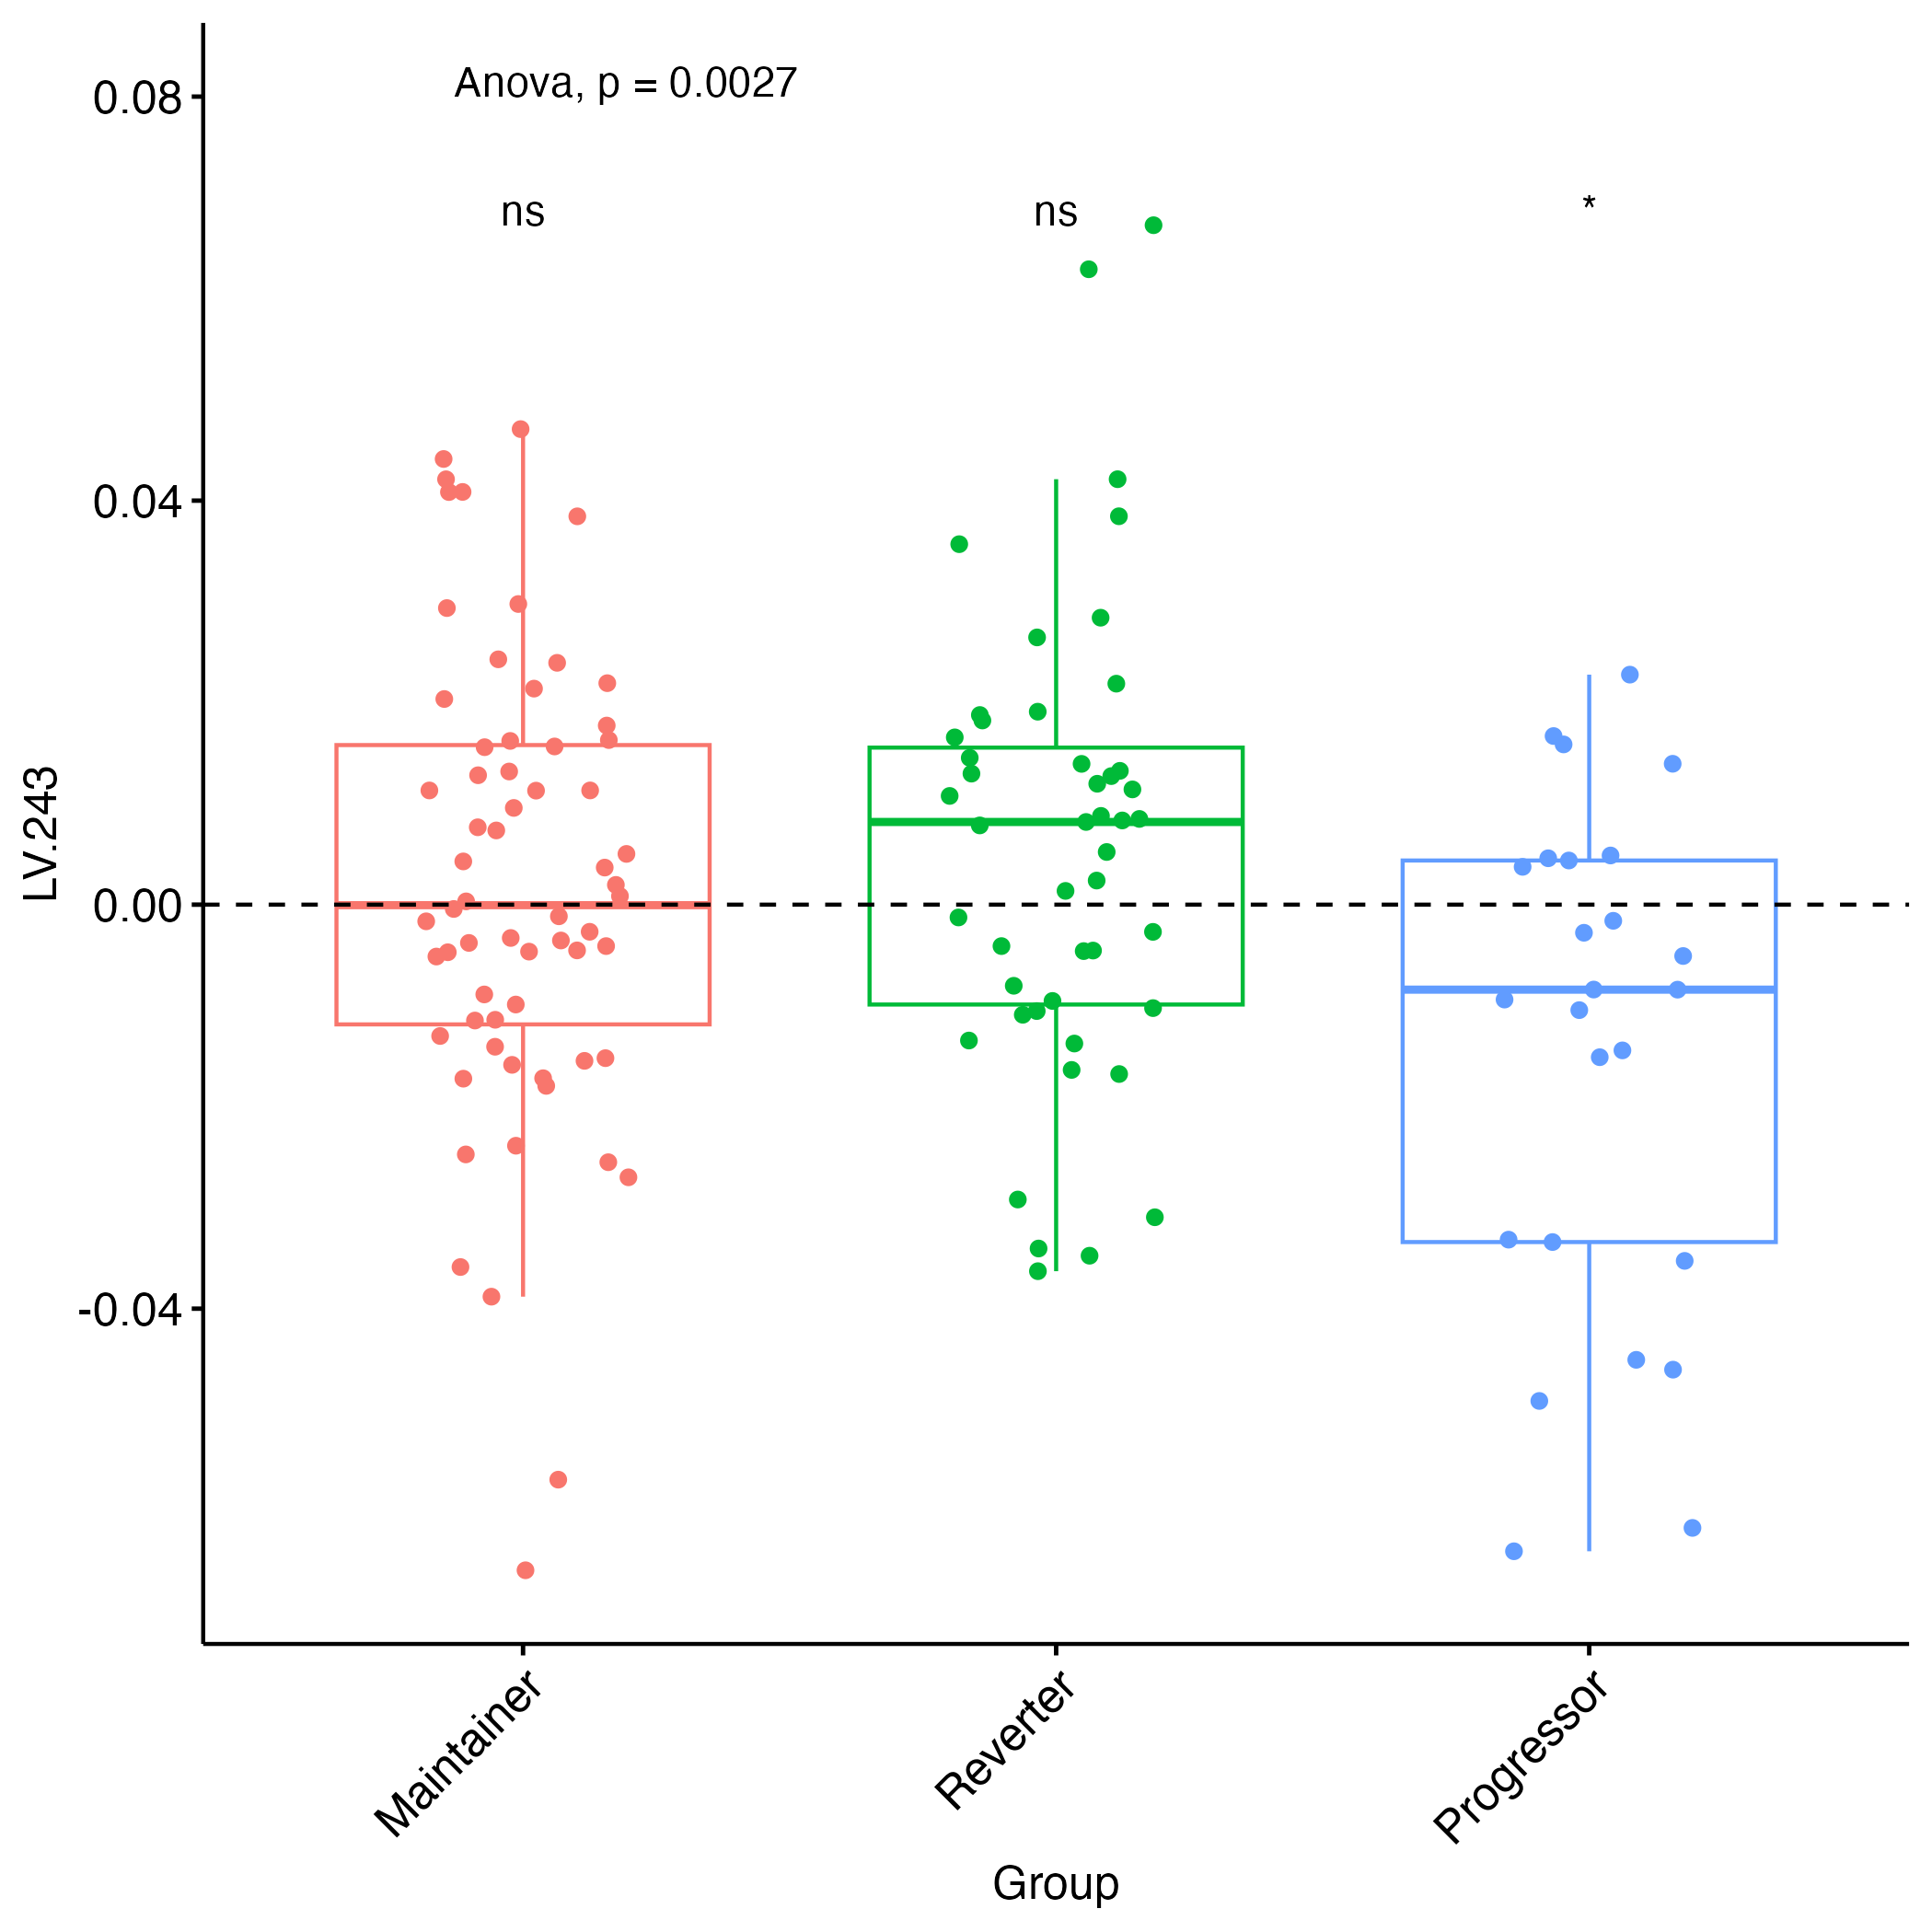 Anova, p = 0.0027
ns
ns
*
0.08
0.04
0.00
-0.04
LV.243
Maintainer
Reverter
Progressor
Group